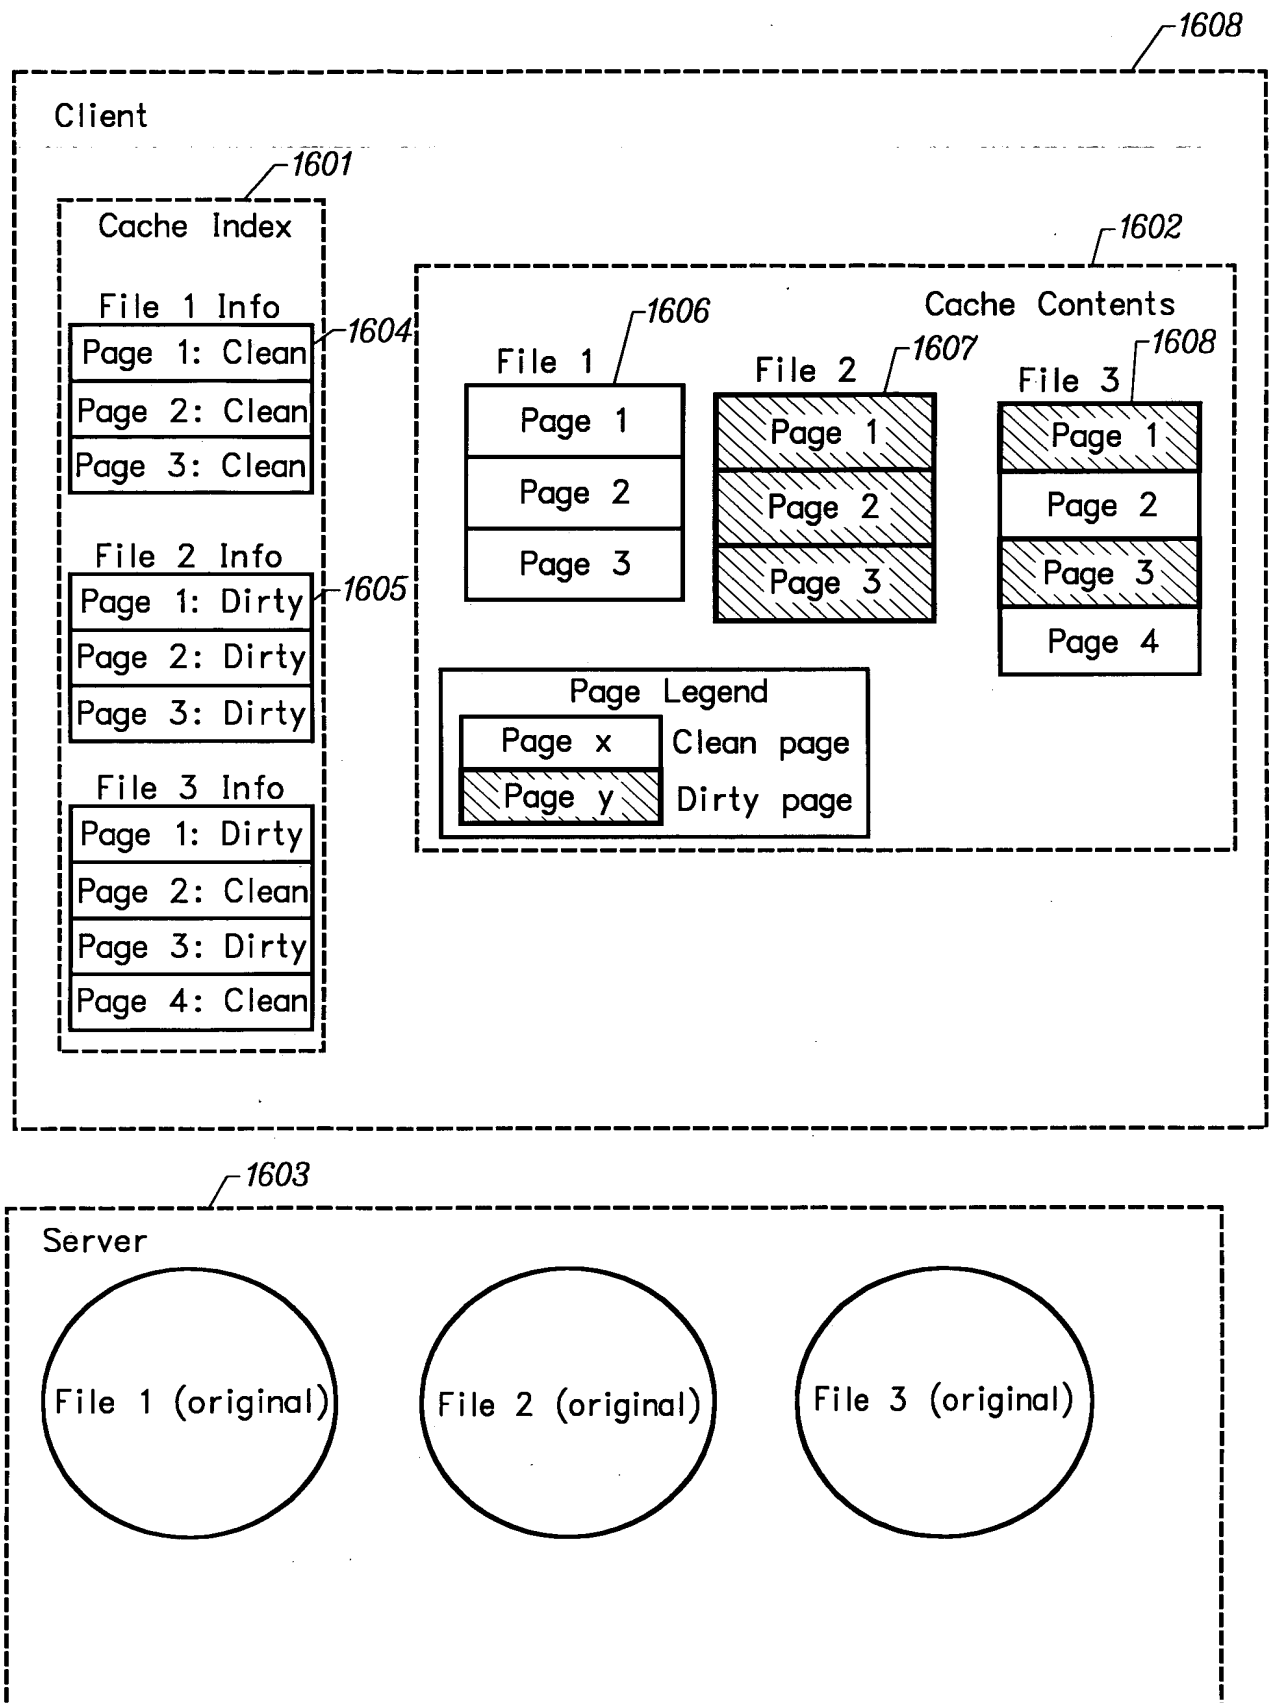 1608
Client
1601
Cache Index
File 1 Info
Page 1: Clean
1604
Page 2: Clean
Page 3: Clean
File 2 Info
Page 1: Dirty
1605
Page 2: Dirty
Page 3: Dirty
File 3 Info
Page 1: Dirty
Page 2: Clean
Page 3: Dirty
Page 4: Clean
1602
Cache Contents
1606
File 1
Page 1
Page 2
Page 3
1607
File 2
Page 1
Page 2
Page 3
1608
File 3
Page 1
Page 2
Page 3
Page 4
Page Legend
Page x Clean page
Page y Dirty page
1603
Server
File 1 (original)
File 2 (original)
File 3 (original)